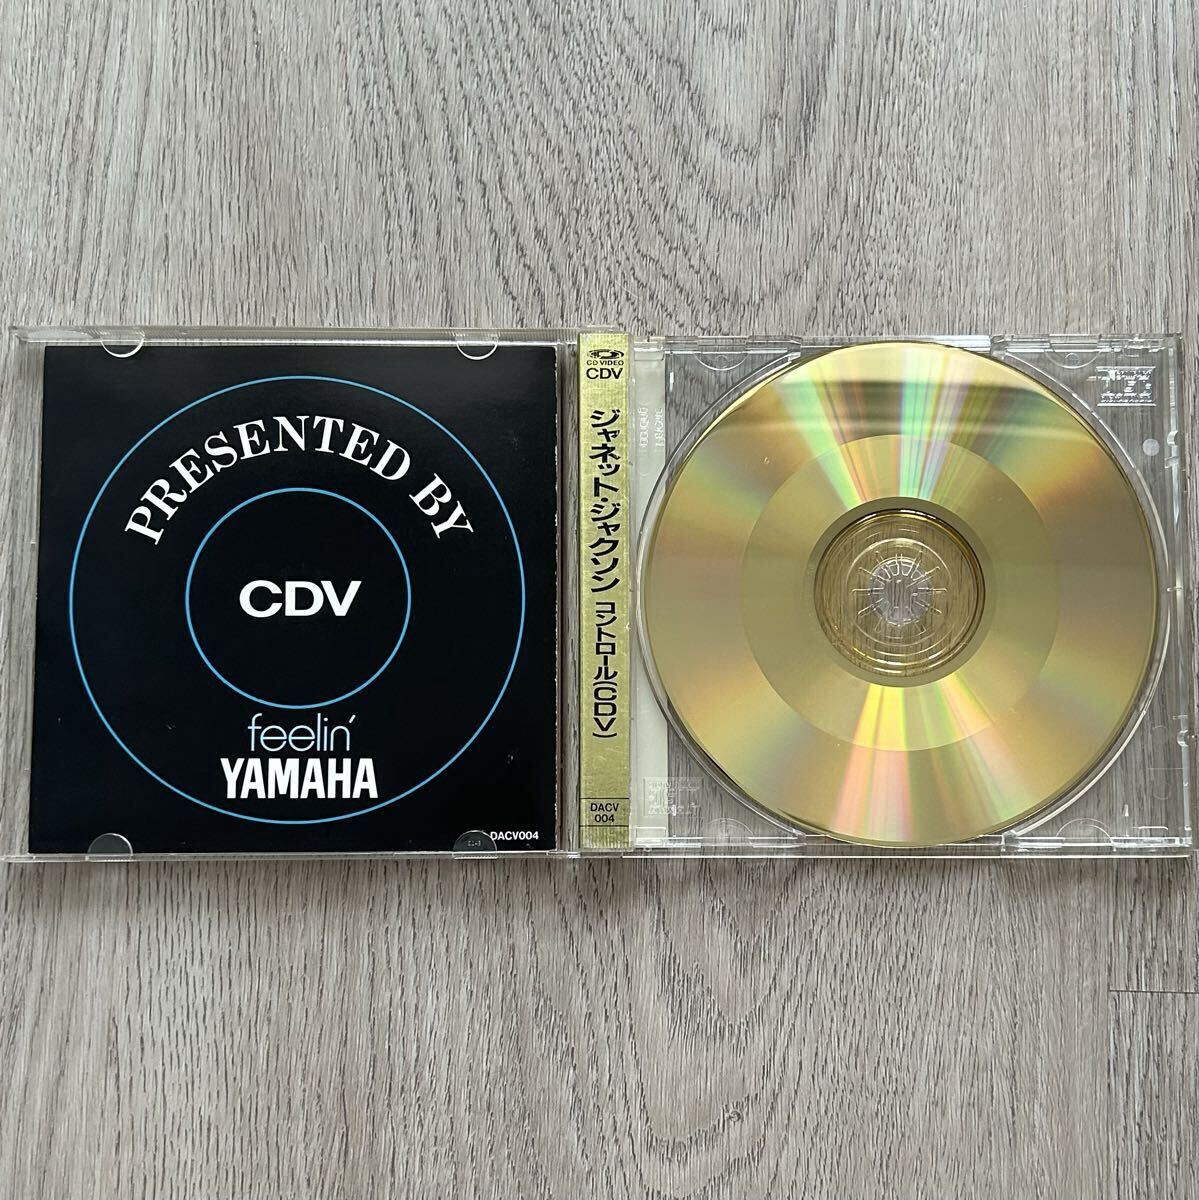 PRESENTED BY
CDV
feelin'
YAMAHA
DACV004
CD VIDEO
CDV
ジャネット・ジャクソン コントロール(CDV)
DACV
004